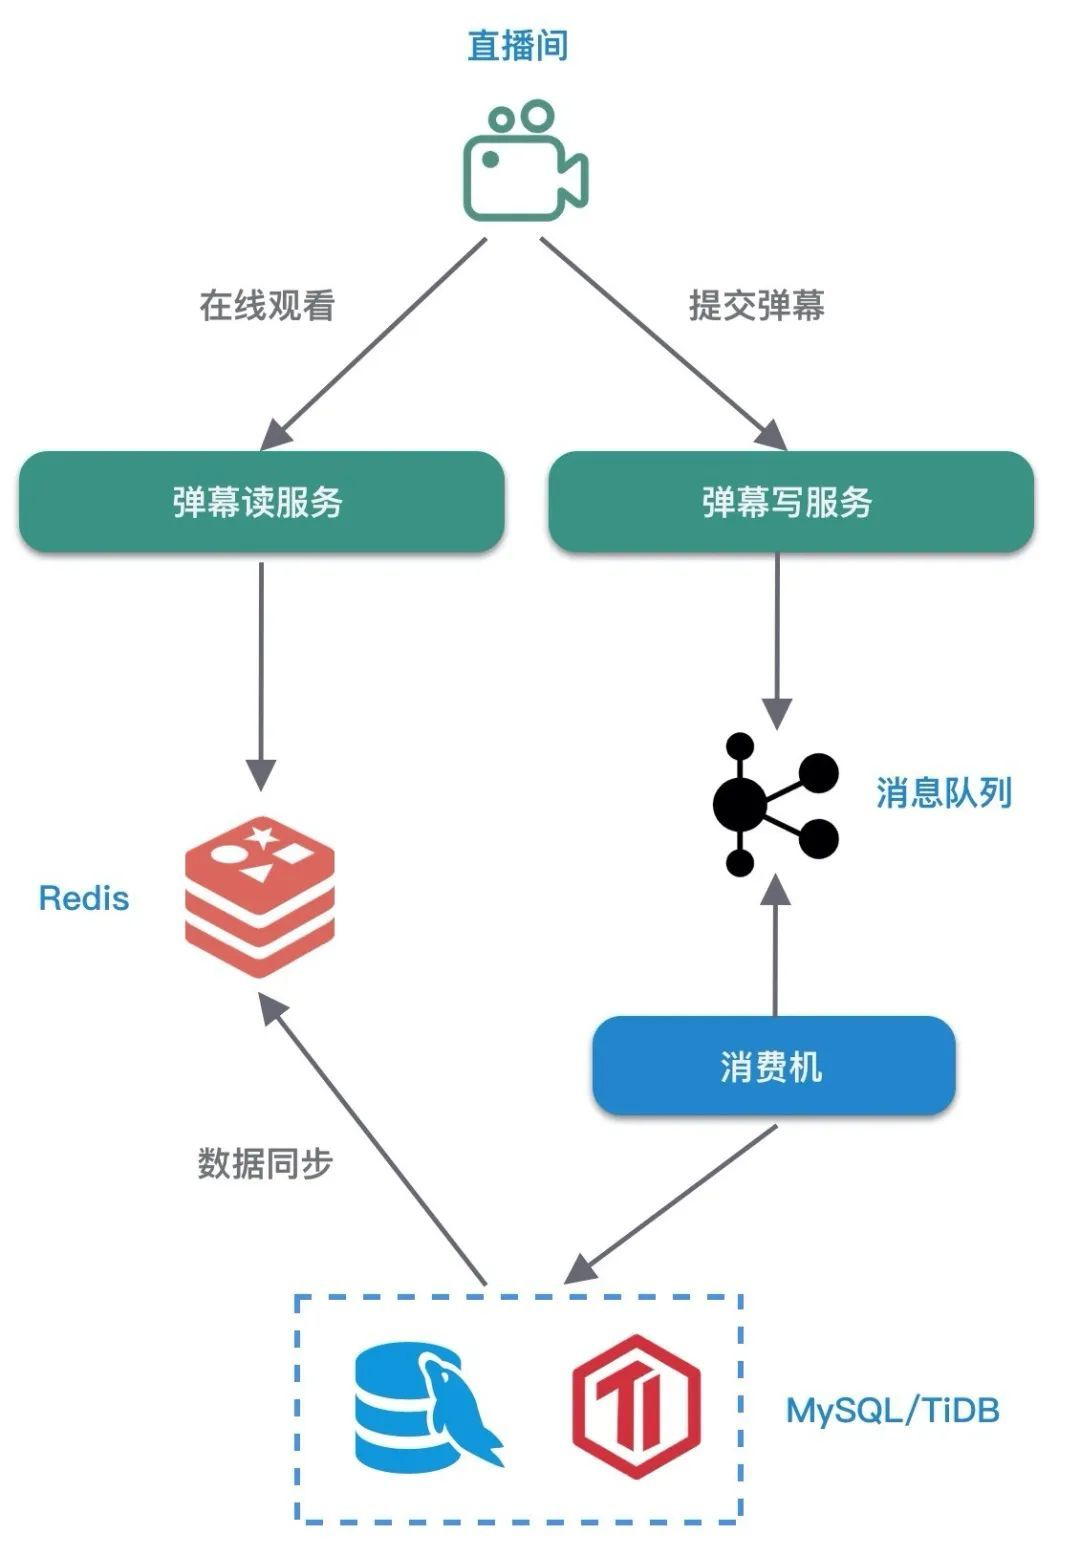 直播间
在线观看
提交弹幕
弹幕读服务
弹幕写服务
消息队列
Redis
消费机
数据同步
MySQL/TiDB